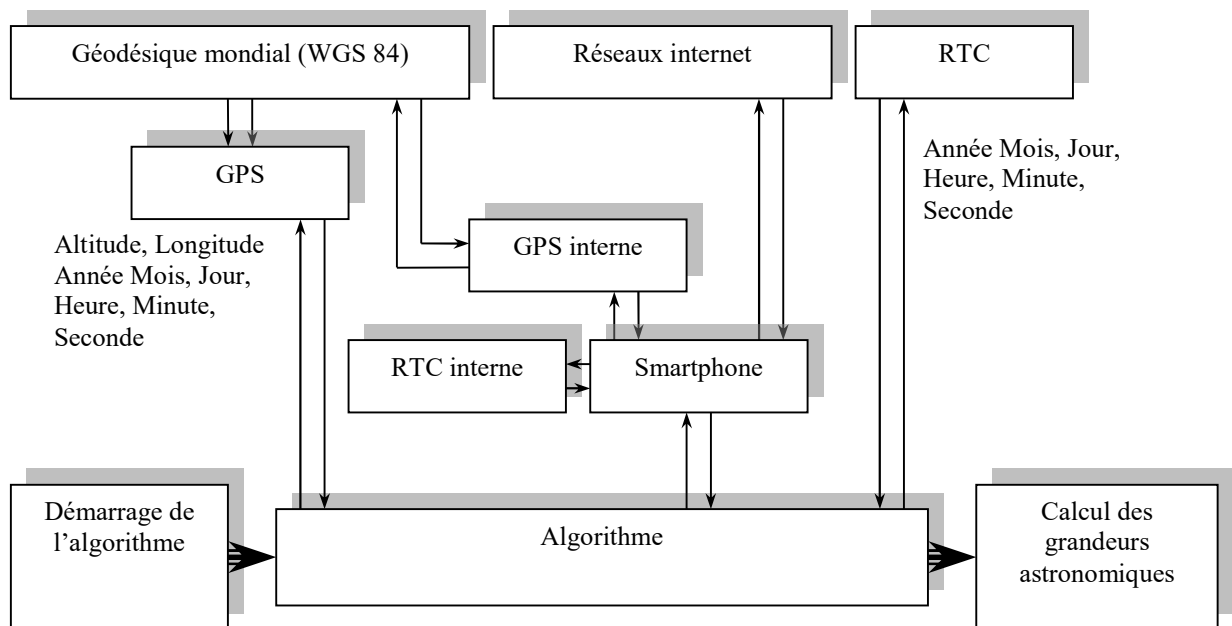 Géodésique mondial (WGS 84)
Réseaux internet
RTC
GPS
Année Mois, Jour,
Heure, Minute,
Seconde
Altitude, Longitude
Année Mois, Jour,
Heure, Minute,
Seconde
GPS interne
RTC interne
Smartphone
Démarrage de
l’algorithme
Algorithme
Calcul des
grandeurs
astronomiques